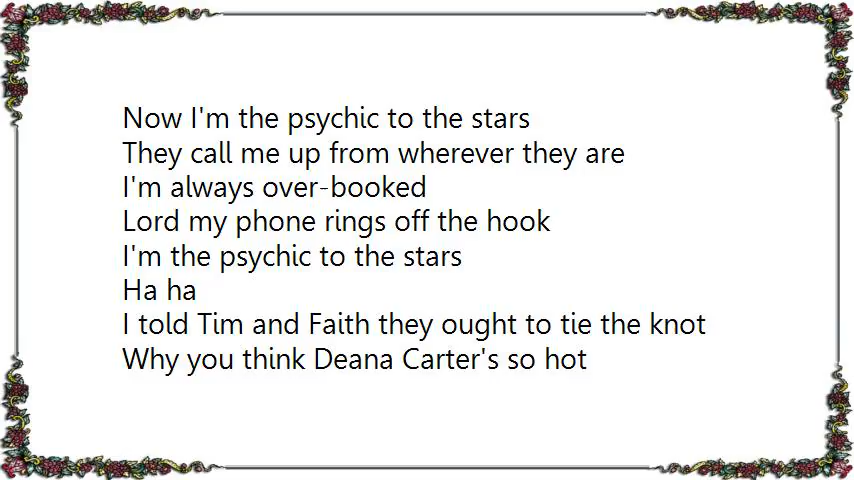 Now I'm the psychic to the stars
They call me up from wherever they are
I'm always over-booked
Lord my phone rings off the hook
I'm the psychic to the stars
Ha ha
I told Tim and Faith they ought to tie the knot
Why you think Deana Carter's so hot